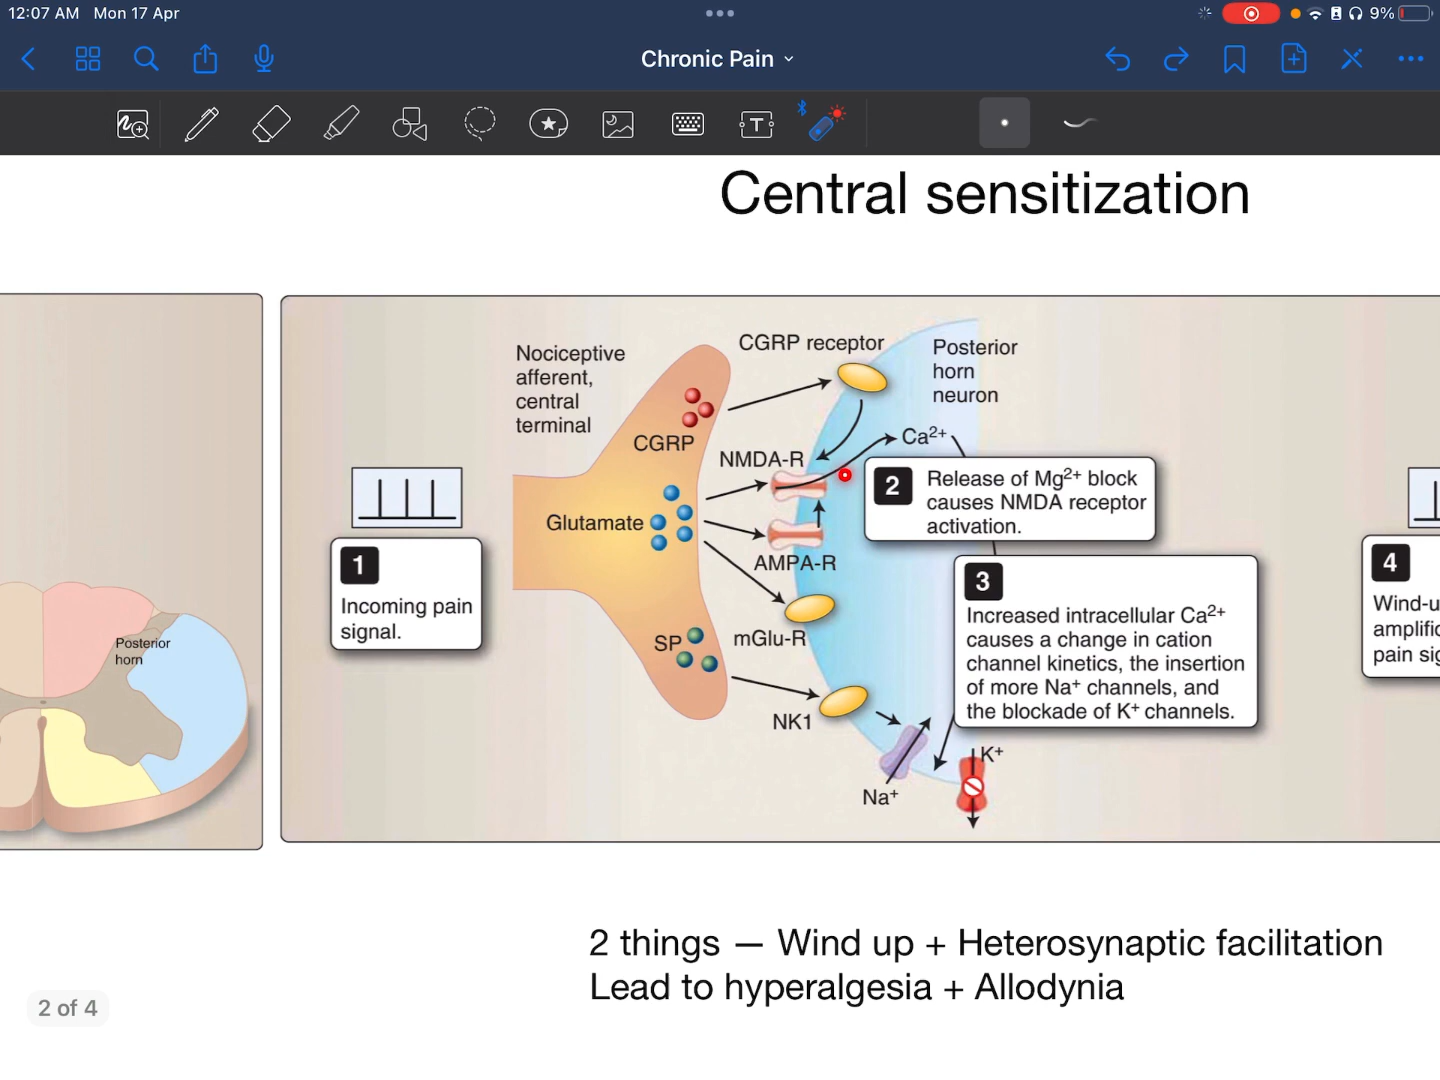 12:07 AM Mon 17 Apr
9%
Chronic Pain
T
Central sensitization
Nociceptive
afferent,
central
terminal
CGRP receptor
Posterior
horn
neuron
CGRP
Ca2+
NMDA-R
2
Release of Mg2+ block
causes NMDA receptor
activation.
Glutamate
AMPA-R
1
Incoming pain
signal.
3
Increased intracellular Ca2+
causes a change in cation
channel kinetics, the insertion
of more Na+ channels, and
the blockade of K+ channels.
4
Wind-u
amplific
pain sig
Posterior
horn
SP
mGlu-R
NK1
K+
Na+
2 things — Wind up + Heterosynaptic facilitation
Lead to hyperalgesia + Allodynia
2 of 4